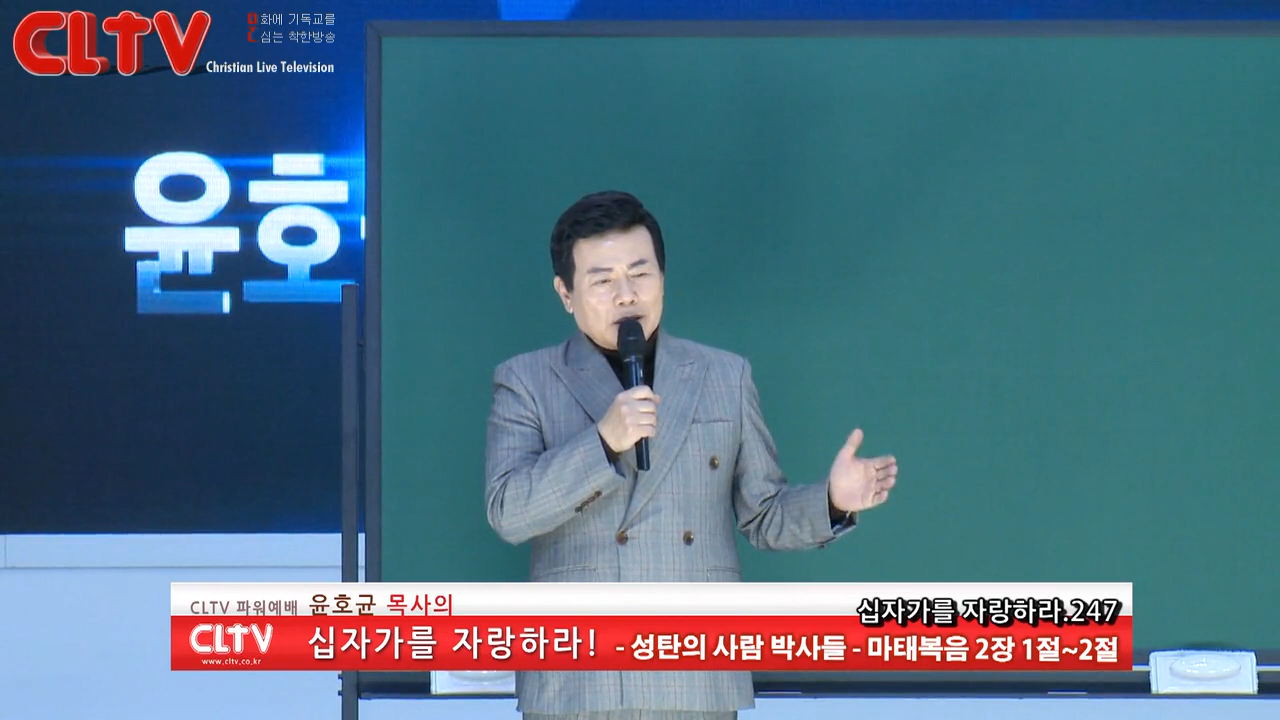 CLTV
문화에 기독교를
심는 착한방송
Christian Live Television
윤호
CLTV 파워예배 윤호균 목사의
십자가를 자랑하라.247
CLTV
www.cltv.co.kr
십자가를 자랑하라! - 성탄의 사람 박사들 - 마태복음 2장 1절~2절